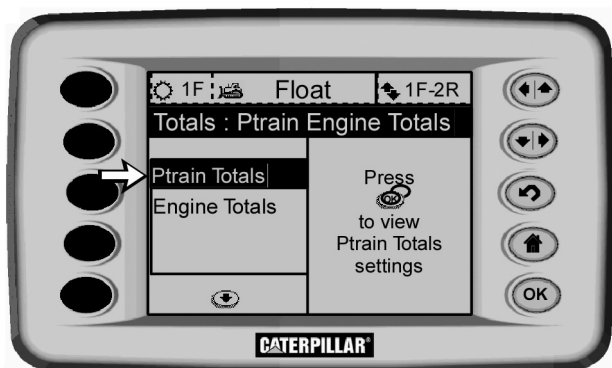 1F Float 1F-2R
Totals : Ptrain Engine Totals
Ptrain Totals
Engine Totals
Press
OK
to view
Ptrain Totals
settings
OK
CATERPILLAR®